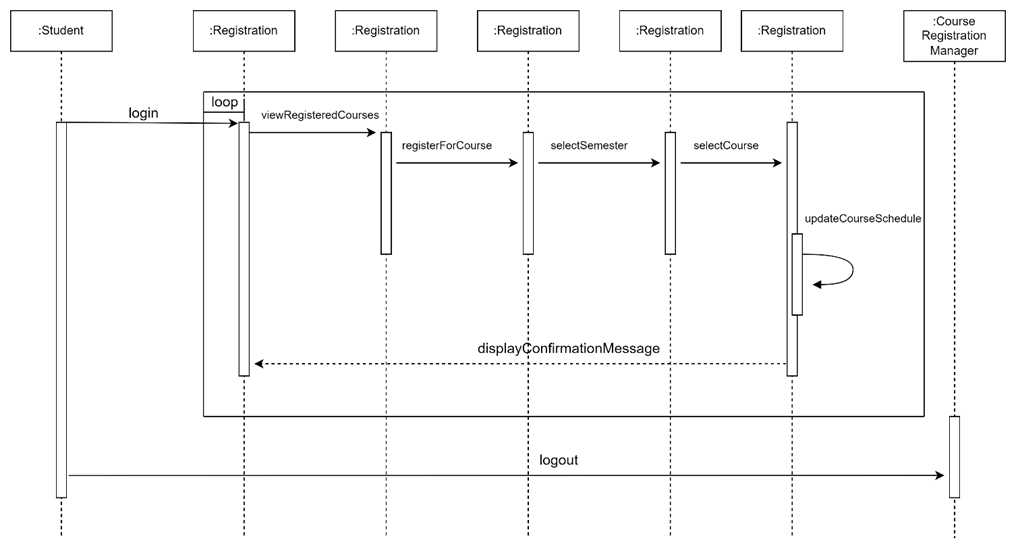 :Student
:Registration
:Registration
:Registration
:Registration
:Registration
:Course
Registration
Manager
loop
login
viewRegisteredCourses
registerForCourse
selectSemester
selectCourse
updateCourseSchedule
displayConfirmationMessage
logout